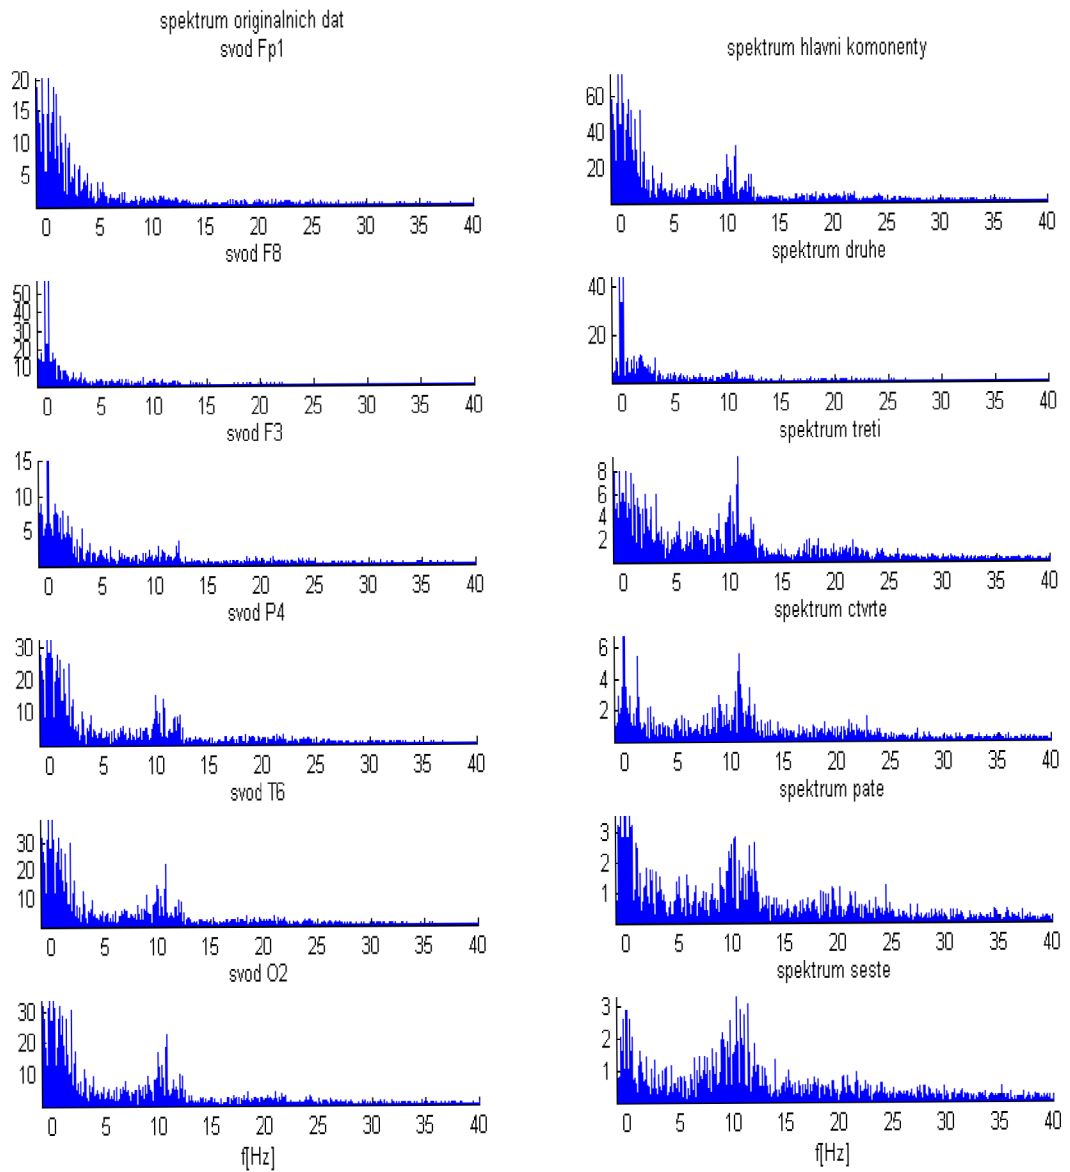 spektrum originalnich dat
svod Fp1
20
15
10
5
0 5 10 15 20 25 30 35 40
svod F8
50
40
30
20
10
0 5 10 15 20 25 30 35 40
svod F3
15
10
5
0 5 10 15 20 25 30 35 40
svod P4
30
20
10
0 5 10 15 20 25 30 35 40
svod T6
30
20
10
0 5 10 15 20 25 30 35 40
svod O2
30
20
10
0 5 10 15 20 25 30 35 40
f[Hz]
spektrum hlavni komonenty
60
40
20
0 5 10 15 20 25 30 35 40
spektrum druhe
40
20
0 5 10 15 20 25 30 35 40
spektrum treti
8
6
4
2
0 5 10 15 20 25 30 35 40
spektrum ctvrte
6
4
2
0 5 10 15 20 25 30 35 40
spektrum pate
3
2
1
0 5 10 15 20 25 30 35 40
spektrum seste
3
2
1
0 5 10 15 20 25 30 35 40
f[Hz]